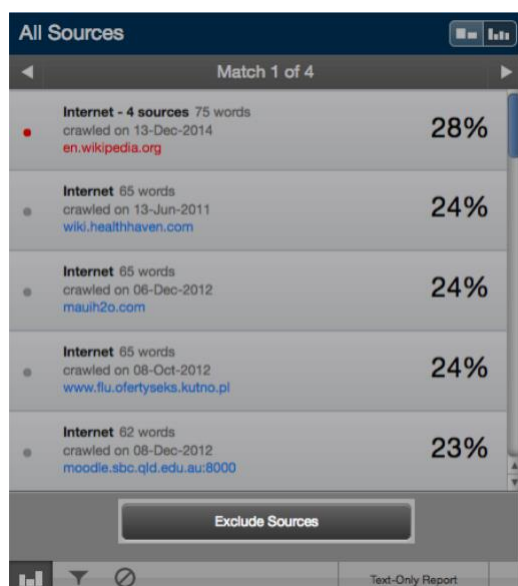 All Sources
Match 1 of 4
Internet - 4 sources 75 words
crawled on 13-Dec-2014
en.wikipedia.org
28%
Internet 65 words
crawled on 13-Jun-2011
wiki.healthhaven.com
24%
Internet 65 words
crawled on 06-Dec-2012
mauih2o.com
24%
Internet 65 words
crawled on 08-Oct-2012
www.flu.ofertyseks.kutno.pl
24%
Internet 62 words
crawled on 08-Dec-2012
moodle.sbc.qld.edu.au:8000
23%
Exclude Sources
Text-Only Report